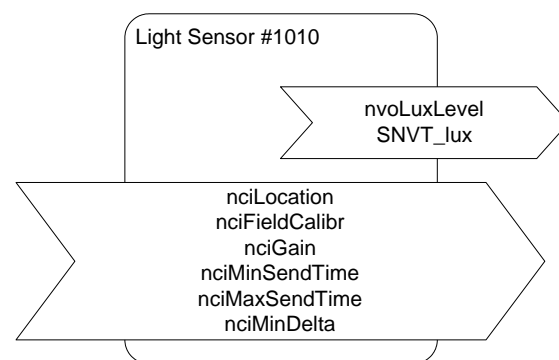 Light Sensor #1010
nvoLuxLevel
SNVT_lux
nciLocation
nciFieldCalibr
nciGain
nciMinSendTime
nciMaxSendTime
nciMinDelta